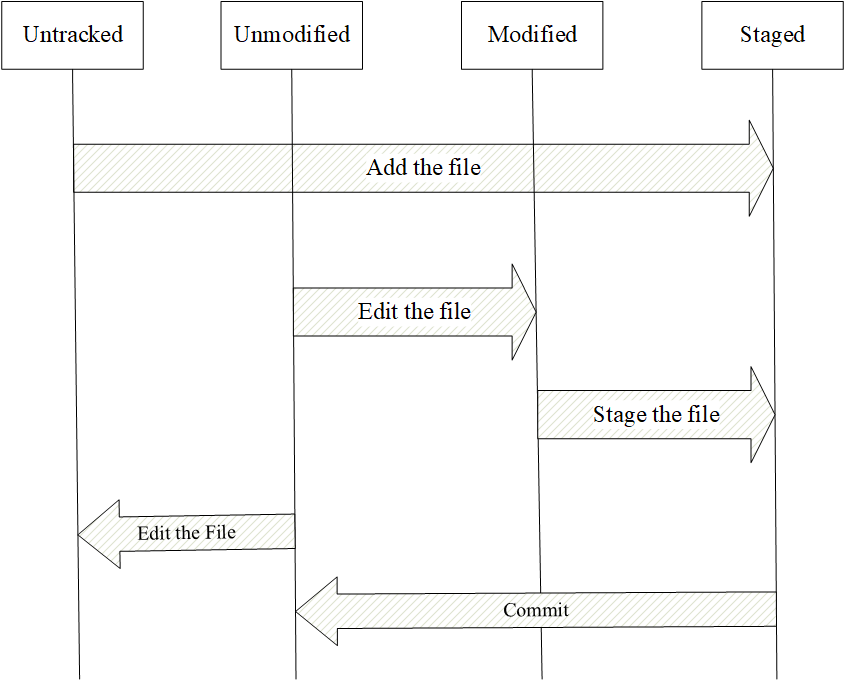 Untracked
Unmodified
Modified
Staged
Add the file
Edit the file
Stage the file
Edit the File
Commit